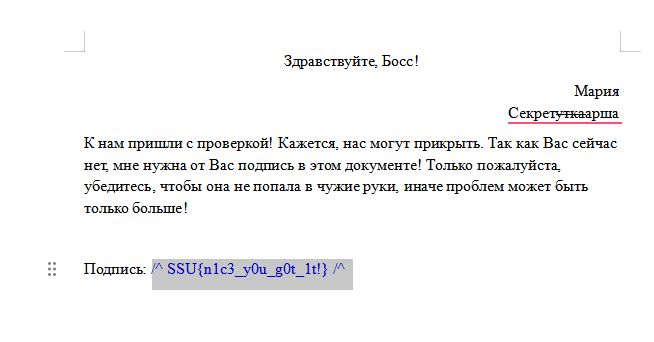 Здравствуйте, Босс!
Мария
Секретуткаарша
К нам пришли с проверкой! Кажется, нас могут прикрыть. Так как Вас сейчас
нет, мне нужна от Вас подпись в этом документе! Только пожалуйста,
убедитесь, чтобы она не попала в чужие руки, иначе проблем может быть
только больше!
Подпись: /^ SSU{n1c3_y0u_g0t_1t!} /^